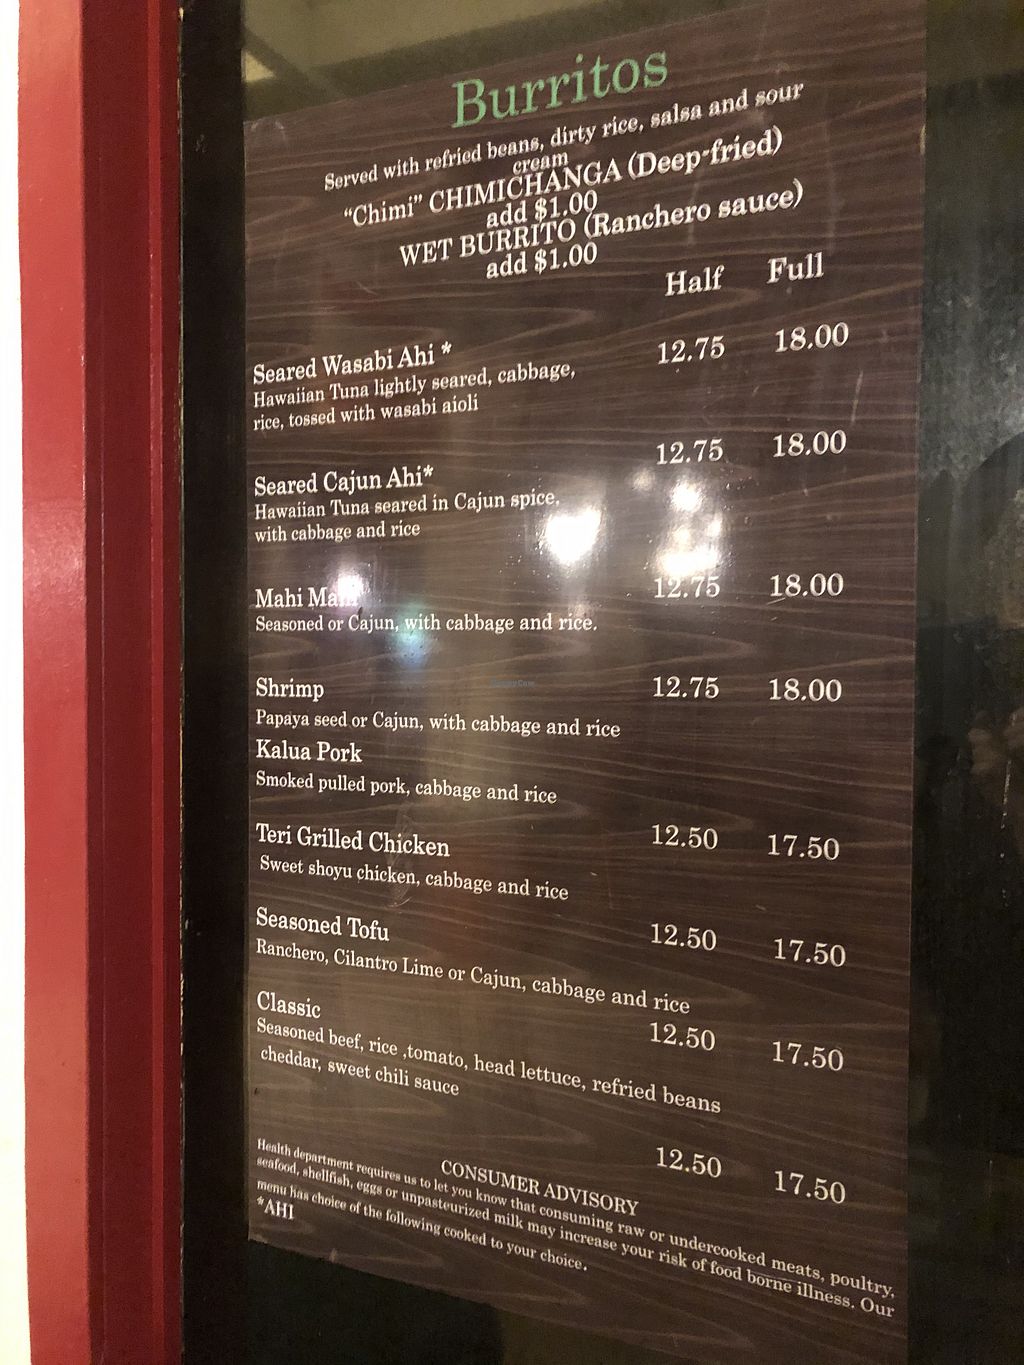 Burritos
Served with refried beans, dirty rice, salsa and sour
cream
"Chimi" CHIMICHANGA (Deep-fried)
add $1.00
WET BURRITO (Ranchero sauce)
add $1.00
Half Full
Seared Wasabi Ahi * 12.75 18.00
Hawaiian Tuna lightly seared, cabbage,
rice, tossed with wasabi aioli
12.75 18.00
Seared Cajun Ahi*
Hawaiian Tuna seared in Cajun spice,
with cabbage and rice
Mahi Mahi 12.75 18.00
Seasoned or Cajun, with cabbage and rice.
Shrimp 12.75 18.00
Papaya seed or Cajun, with cabbage and rice
Kalua Pork
Smoked pulled pork, cabbage and rice
Teri Grilled Chicken 12.50 17.50
Sweet shoyu chicken, cabbage and rice
Seasoned Tofu 12.50 17.50
Ranchero, Cilantro Lime or Cajun, cabbage and rice
Classic 12.50 17.50
Seasoned beef, rice ,tomato, head lettuce, refried beans
cheddar, sweet chili sauce
12.50 17.50
CONSUMER ADVISORY
Health department requires us to let you know that consuming raw or undercooked meats, poultry,
seafood, shellfish, eggs or unpasteurized milk may increase your risk of food borne illness. Our
menu has choice of the following cooked to your choice.
*AHI